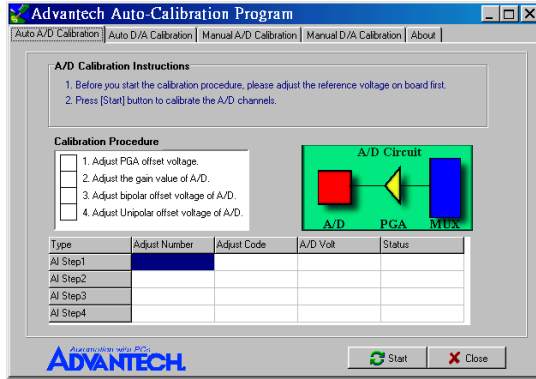 Advantech Auto-Calibration Program
Auto A/D Calibration Auto D/A Calibration Manual A/D Calibration Manual D/A Calibration About
A/D Calibration Instructions
1. Before you start the calibration procedure, please adjust the reference voltage on board first.
2. Press [Start] button to calibrate the A/D channels.
Calibration Procedure
1. Adjust PGA offset voltage.
2. Adjust the gain value of A/D.
3. Adjust bipolar offset voltage of A/D.
4. Adjust Unipolar offset voltage of A/D.
A/D Circuit
A/D PGA MUX
Type Adjust Number Adjust Code A/D Volt Status
AI Step1
AI Step2
AI Step3
AI Step4
Automation with PCs
ADVANTECH
Start Close